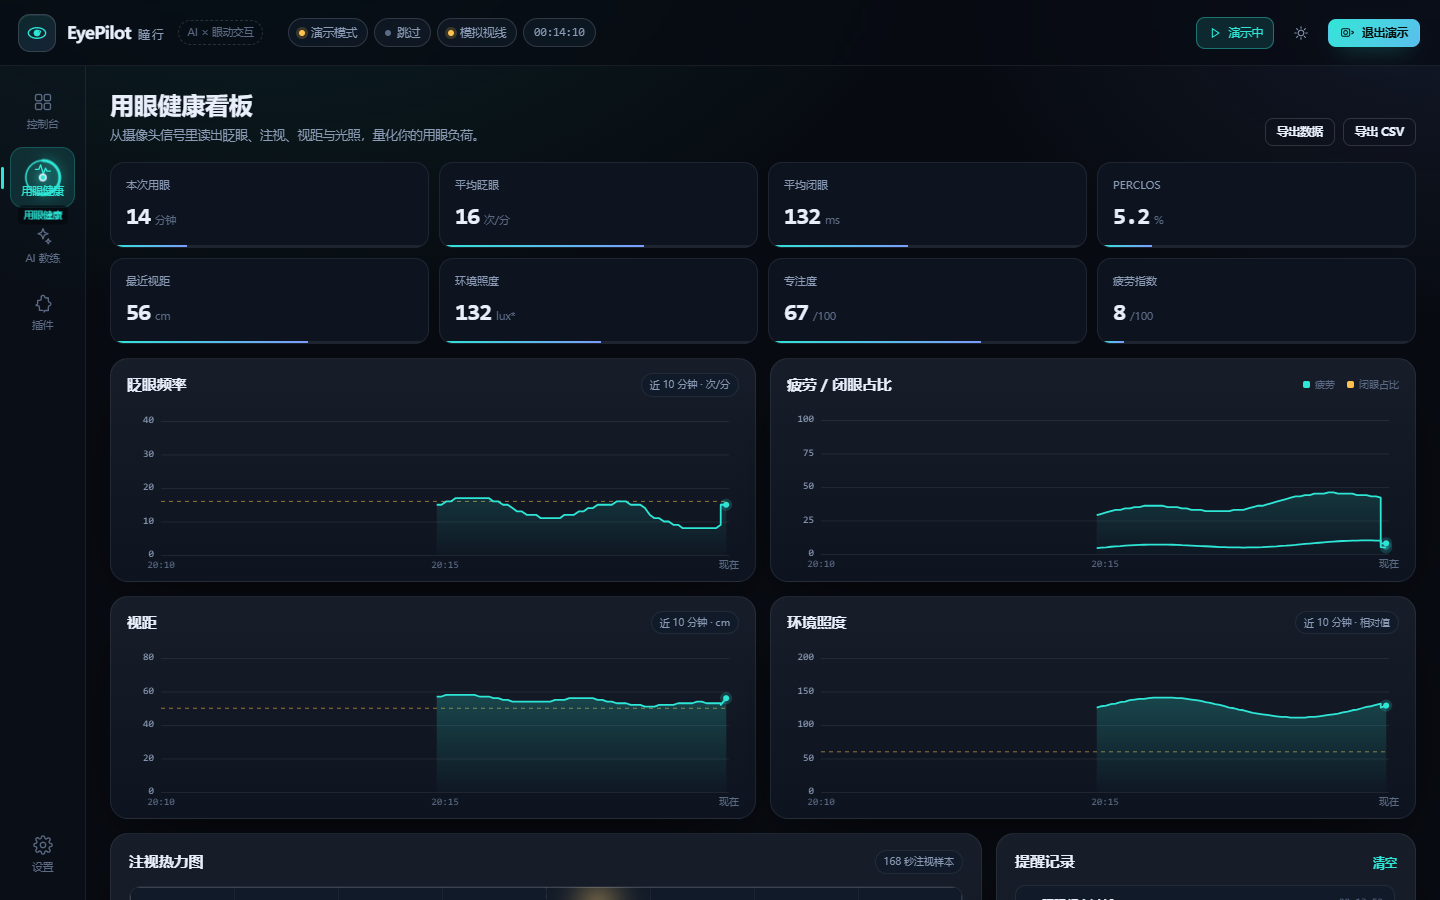 EyePilot 瞳行
AI × 眼动交互
演示模式
跳过
模拟视线
00:14:10
演示中
退出演示
控制台
用眼健康
用眼健康
AI 教练
插件
设置
用眼健康看板
从摄像头信号里读出眨眼、注视、视距与光照，量化你的用眼负荷。
导出数据
导出 CSV
本次用眼
14 分钟
平均眨眼
16 次/分
平均闭眼
132 ms
PERCLOS
5.2 %
最近视距
56 cm
环境照度
132 lux*
专注度
67 /100
疲劳指数
8 /100
眨眼频率
近 10 分钟 · 次/分
40
30
20
10
0
20:10
20:15
现在
疲劳 / 闭眼占比
疲劳
闭眼占比
100
75
50
25
0
20:10
20:15
现在
视距
近 10 分钟 · cm
80
60
40
20
0
20:10
20:15
现在
环境照度
近 10 分钟 · 相对值
200
150
100
50
0
20:10
20:15
现在
注视热力图
168 秒注视样本
提醒记录
清空